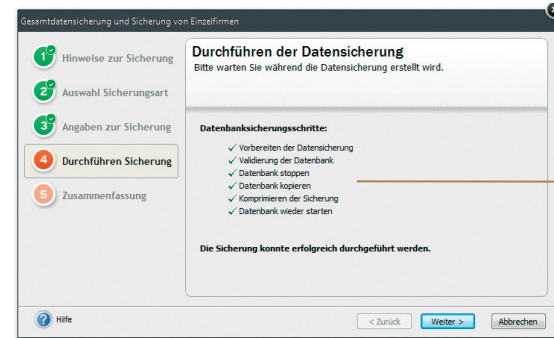 Gesamtdatensicherung und Sicherung von Einzelfirmen
1 Hinweise zur Sicherung
2 Auswahl Sicherungsart
3 Angaben zur Sicherung
4 Durchführen Sicherung
5 Zusammenfassung
Durchführen der Datensicherung
Bitte warten Sie während die Datensicherung erstellt wird.
Datenbanksicherungsschritte:
✓ Vorbereiten der Datensicherung
✓ Validierung der Datenbank
✓ Datenbank stoppen
✓ Datenbank kopieren
✓ Komprimieren der Sicherung
✓ Datenbank wieder starten
Die Sicherung konnte erfolgreich durchgeführt werden.
? Hilfe
< Zurück Weiter > Abbrechen